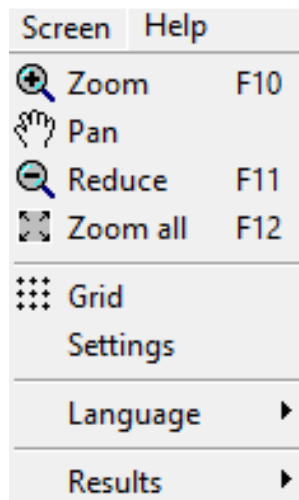 Screen Help
Zoom F10
Pan
Reduce F11
Zoom all F12
Grid
Settings
Language
Results